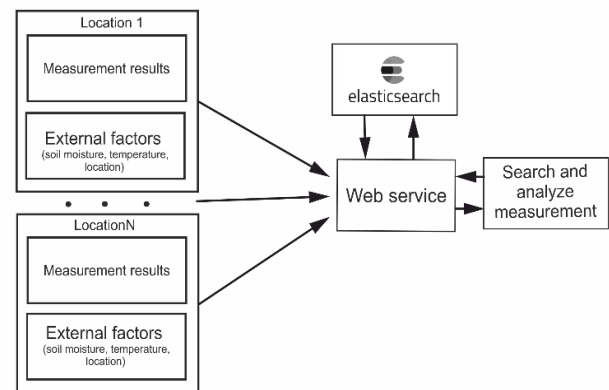 Location 1
Measurement results
External factors
(soil moisture, temperature,
location)
LocationN
Measurement results
External factors
(soil moisture, temperature,
location)
elasticsearch
Web service
Search and
analyze
measurement